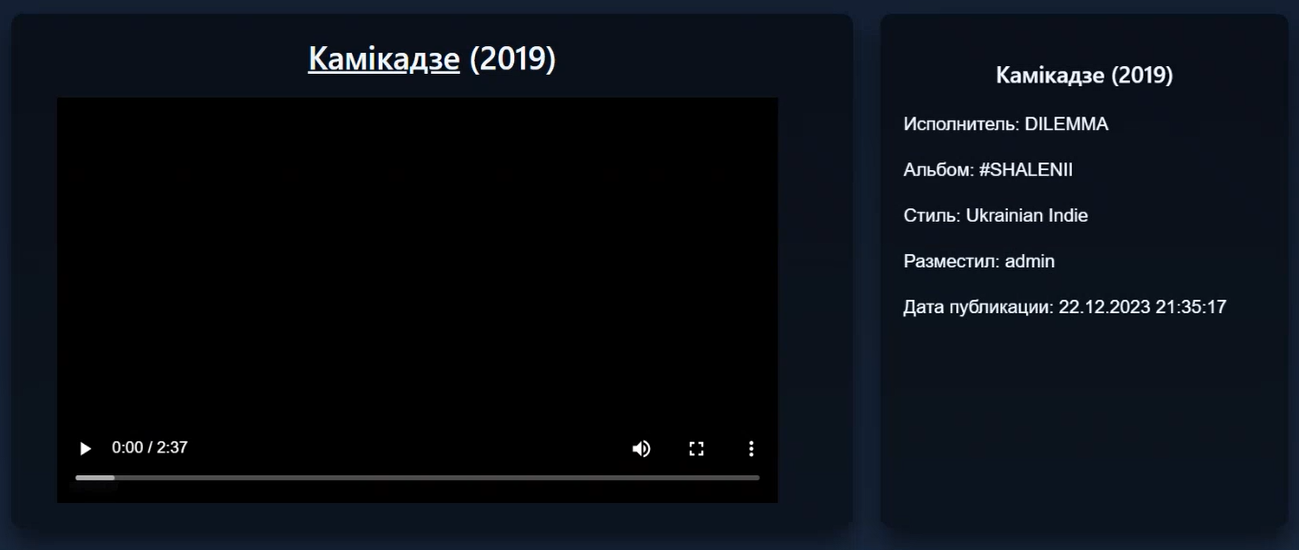 Камікадзе (2019)
0:00 / 2:37
Камікадзе (2019)
Исполнитель: DILEMMA
Альбом: #SHALENII
Стиль: Ukrainian Indie
Разместил: admin
Дата публикации: 22.12.2023 21:35:17